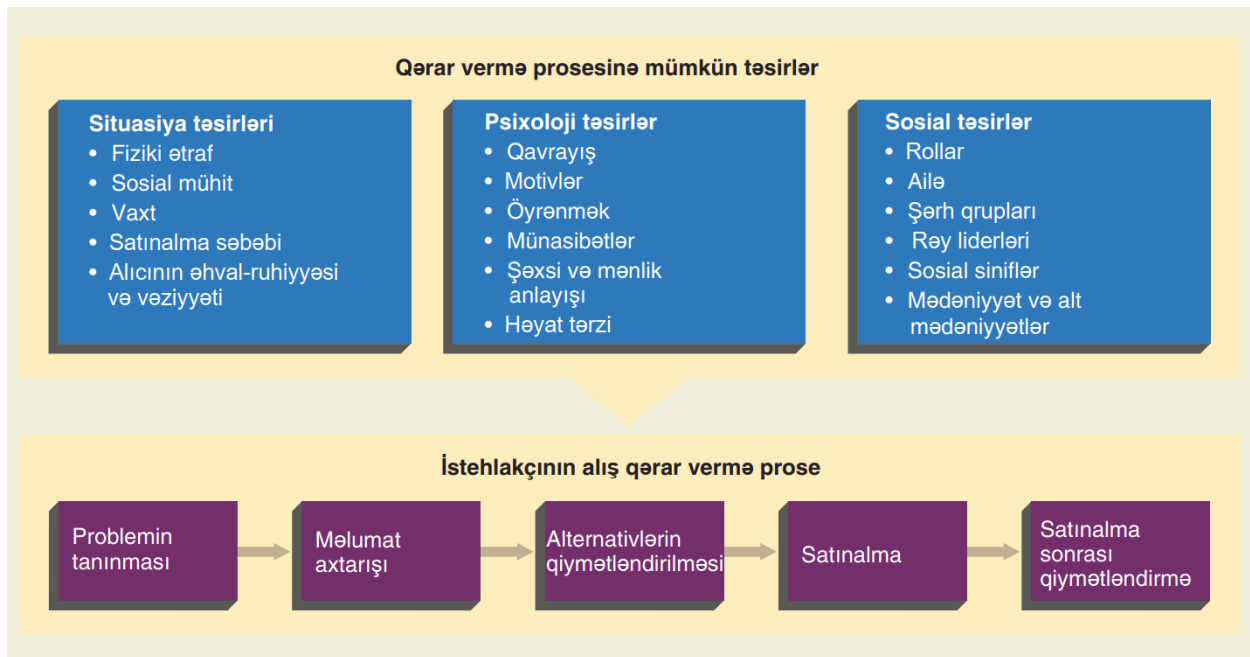 Qərar vermə prosesinə mümkün təsirlər
Situasiya təsirləri
• Fiziki ətraf
• Sosial mühit
• Vaxt
• Satınalma səbəbi
• Alıcının əhval-ruhiyyəsi
və vəziyyəti
Psixoloji təsirlər
• Qavrayış
• Motivlər
• Öyrənmək
• Münasibətlər
• Şəxsi və mənlik
anlayışı
• Həyat tərzi
Sosial təsirlər
• Rollar
• Ailə
• Şərh qrupları
• Rəy liderləri
• Sosial siniflər
• Mədəniyyət və alt
mədəniyyətlər
İstehlakçının alış qərar vermə prose
Problemin
tanınması
Məlumat
axtarışı
Alternativlərin
qiymətləndirilməsi
Satınalma
Satınalma
sonrası
qiymətləndirmə